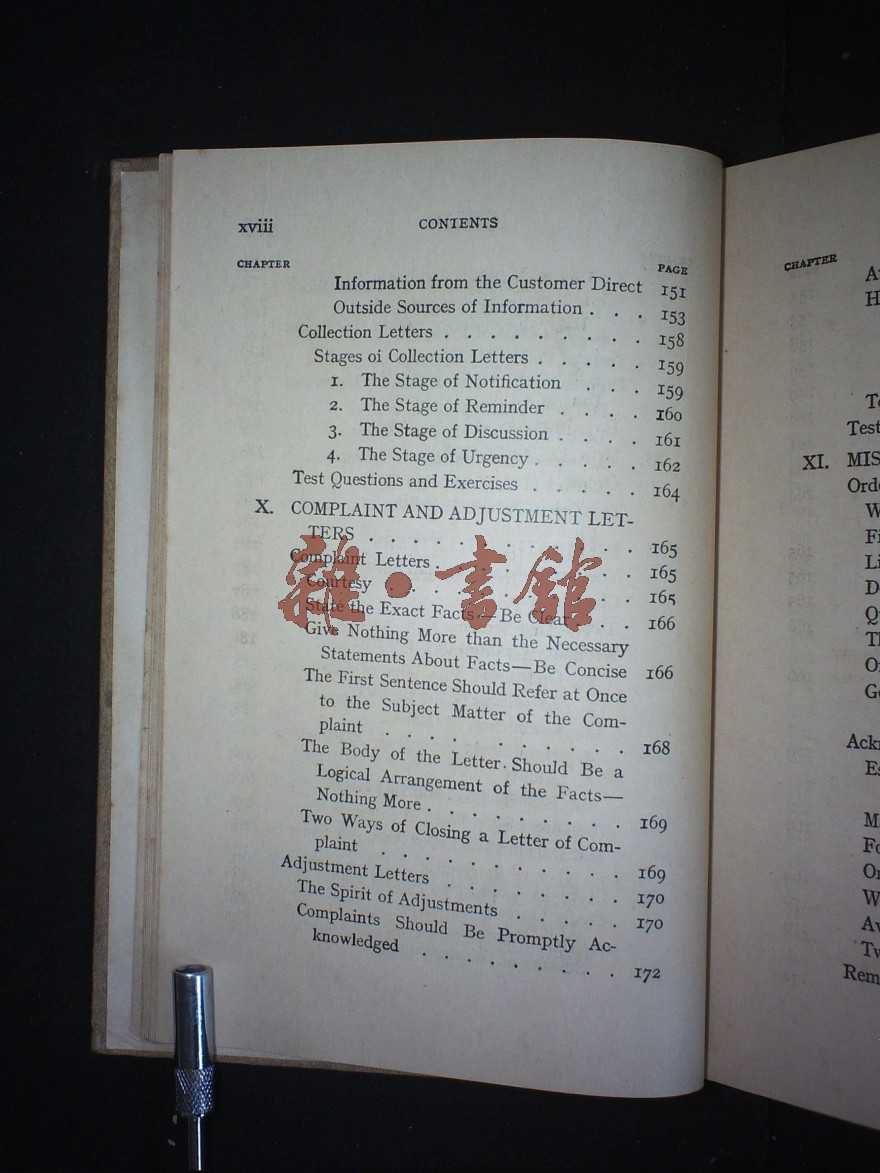 xviii CONTENTS
CHAPTER PAGE
Information from the Customer Direct 151
Outside Sources of Information . . . 153
Collection Letters . . . . . . . . . 158
Stages of Collection Letters . . . . . 159
1. The Stage of Notification . . . 159
2. The Stage of Reminder . . . . . 160
3. The Stage of Discussion . . . . 161
4. The Stage of Urgency . . . . . 162
Test Questions and Exercises . . . . . 164
X. COMPLAINT AND ADJUSTMENT LET-
TERS . . . . . . . . . . . . 165
Complaint Letters . . . . . . . . . 165
Courtesy . . . . . . . . . . . 165
State the Exact Facts—Be Clear . . . 166
Give Nothing More than the Necessary
Statements About Facts—Be Concise 166
The First Sentence Should Refer at Once
to the Subject Matter of the Com-
plaint . . . . . . . . . . . 168
The Body of the Letter Should Be a
Logical Arrangement of the Facts—
Nothing More . . . . . . . . . 169
Two Ways of Closing a Letter of Com-
plaint . . . . . . . . . . . 169
Adjustment Letters . . . . . . . . 170
The Spirit of Adjustments . . . . . 170
Complaints Should Be Promptly Ac-
knowledged . . . . . . . . . 172
雜·書館
CHAPTER
Test
XI. MIS